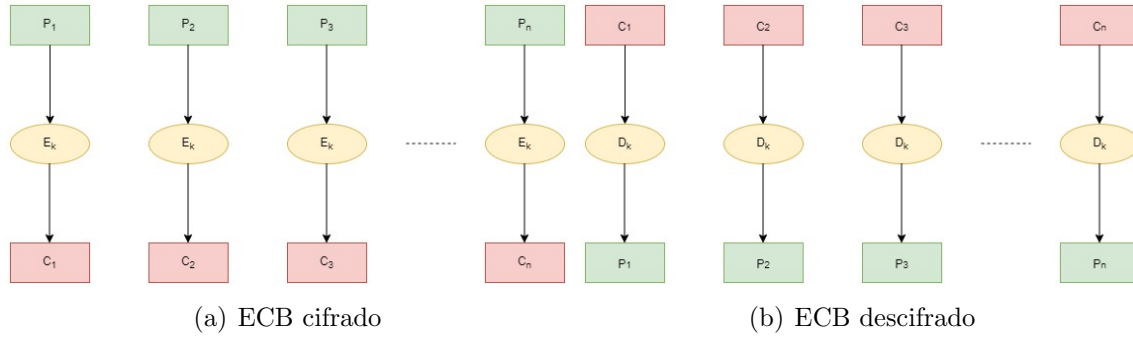 P1 P2 P3 Pn C1 C2 C3 Cn
Ek Ek Ek Ek Dk Dk Dk Dk
C1 C2 C3 Cn P1 P2 P3 Pn
(a) ECB cifrado (b) ECB descifrado